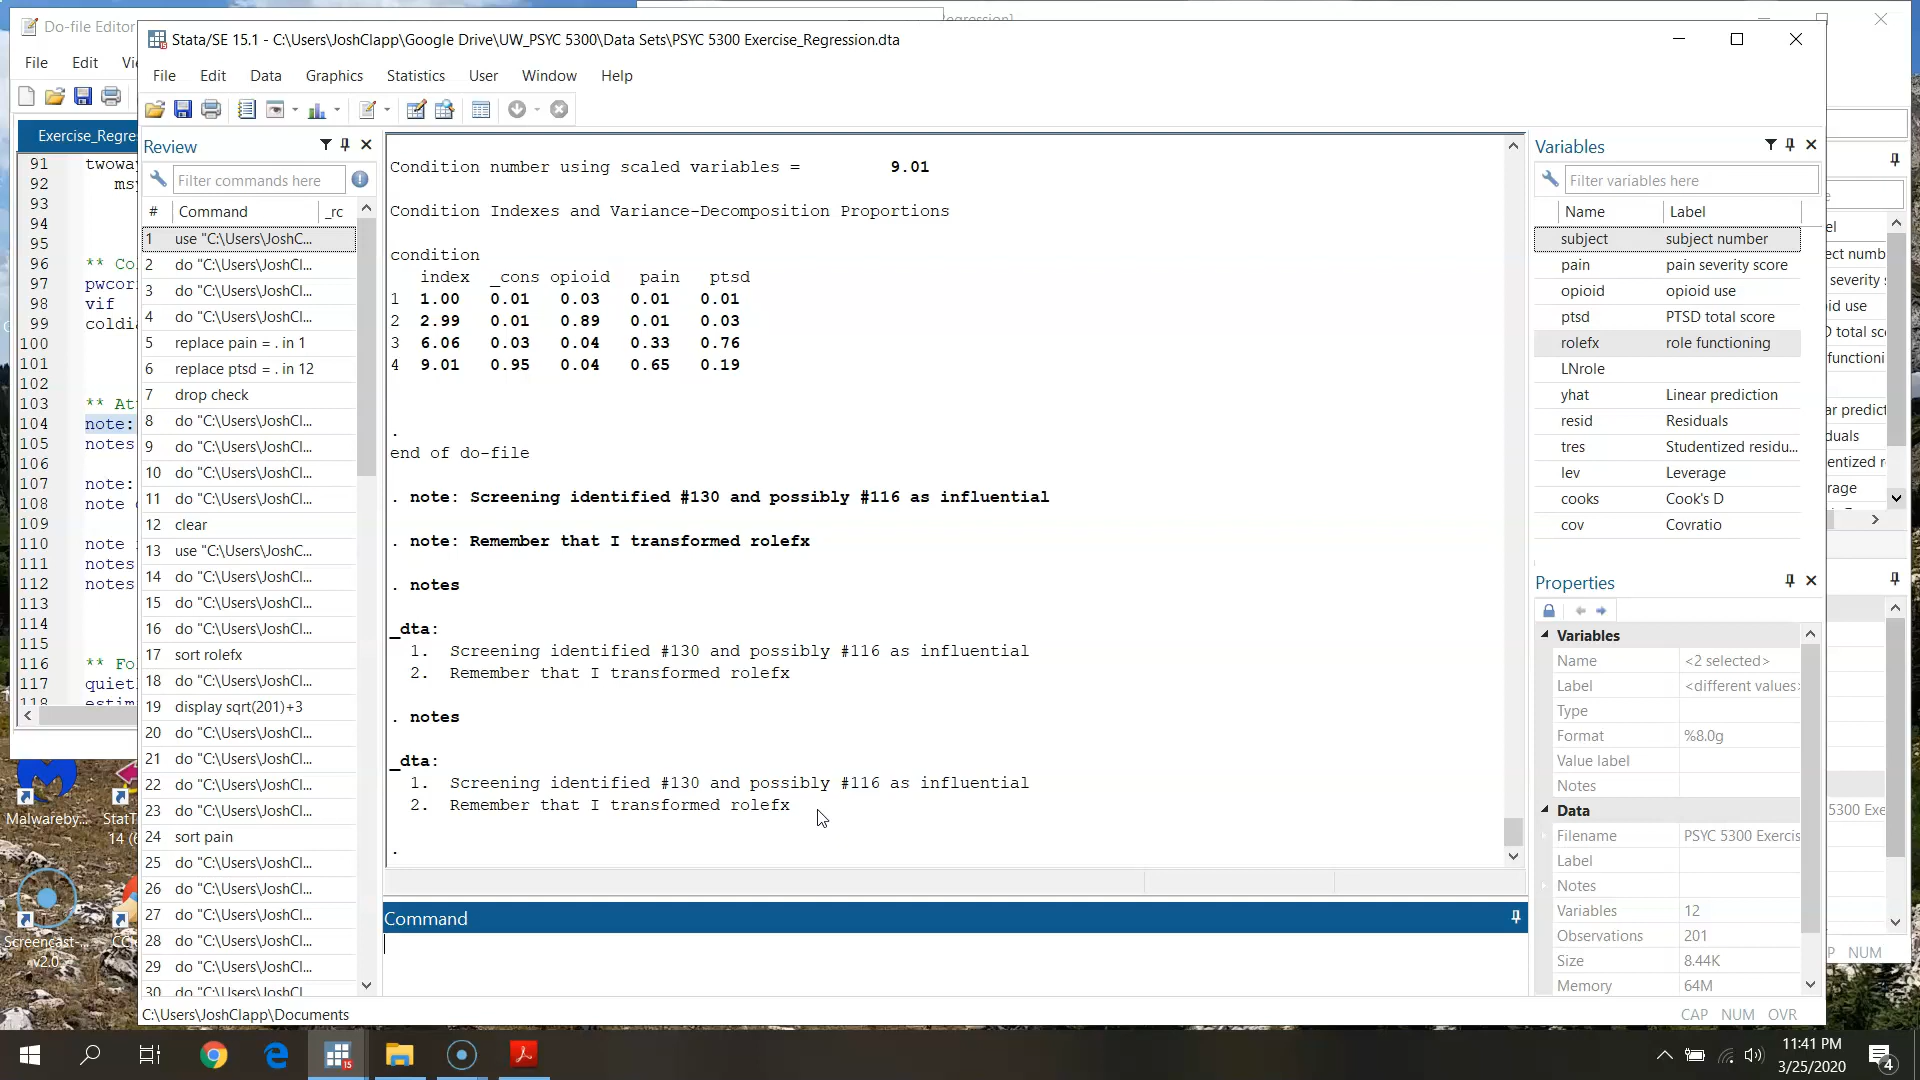 Do-file Editor
File Edit
Exercise_Regre
91 twoway
92
93
94
95
96 ** Co
97 pwcor
98 vif
99 coldia
100
101
102
103 ** At
104 note:
105 notes
106
107 note:
108 note
109
110 note
111 notes
112 notes
113
114
115
116 ** Fo
117 quietl
118 estim
Stata/SE 15.1 - C:\Users\JoshClapp\Google Drive\UW_PSYC 5300\Data Sets\PSYC 5300 Exercise_Regression.dta
File Edit Data Graphics Statistics User Window Help
Review
Filter commands here
# Command _rc
1 use "C:\Users\JoshC...
2 do "C:\Users\JoshCl...
3 do "C:\Users\JoshCl...
4 do "C:\Users\JoshCl...
5 replace pain = . in 1
6 replace ptsd = . in 12
7 drop check
8 do "C:\Users\JoshCl...
9 do "C:\Users\JoshCl...
10 do "C:\Users\JoshCl...
11 do "C:\Users\JoshCl...
12 clear
13 use "C:\Users\JoshC...
14 do "C:\Users\JoshCl...
15 do "C:\Users\JoshCl...
16 do "C:\Users\JoshCl...
17 sort rolefx
18 do "C:\Users\JoshCl...
19 display sqrt(201)+3
20 do "C:\Users\JoshCl...
21 do "C:\Users\JoshCl...
22 do "C:\Users\JoshCl...
23 do "C:\Users\JoshCl...
24 sort pain
25 do "C:\Users\JoshCl...
26 do "C:\Users\JoshCl...
27 do "C:\Users\JoshCl...
28 do "C:\Users\JoshCl...
29 do "C:\Users\JoshCl...
30 do "C:\Users\JoshCl...
Condition number using scaled variables = 9.01
Condition Indexes and Variance-Decomposition Proportions
condition
index _cons opioid pain ptsd
1 1.00 0.01 0.03 0.01 0.01
2 2.99 0.01 0.89 0.01 0.03
3 6.06 0.03 0.04 0.33 0.76
4 9.01 0.95 0.04 0.65 0.19
.
end of do-file
. note: Screening identified #130 and possibly #116 as influential
. note: Remember that I transformed rolefx
. notes
_dta:
1. Screening identified #130 and possibly #116 as influential
2. Remember that I transformed rolefx
. notes
_dta:
1. Screening identified #130 and possibly #116 as influential
2. Remember that I transformed rolefx
.
Command
C:\Users\JoshClapp\Documents
CAP NUM OVR
Variables
Filter variables here
Name Label
subject subject number
pain pain severity score
opioid opioid use
ptsd PTSD total score
rolefx role functioning
LNrole
yhat Linear prediction
resid Residuals
tres Studentized residu...
lev Leverage
cooks Cook's D
cov Covratio
Properties
Variables
Name <2 selected>
Label <different values>
Type
Format %8.0g
Value label
Notes
Data
Filename PSYC 5300 Exercis
Label
Notes
Variables 12
Observations 201
Size 8.44K
Memory 64M
NUM
Malwareby...
Screencast-...
v2.0
11:41 PM
3/25/2020
4